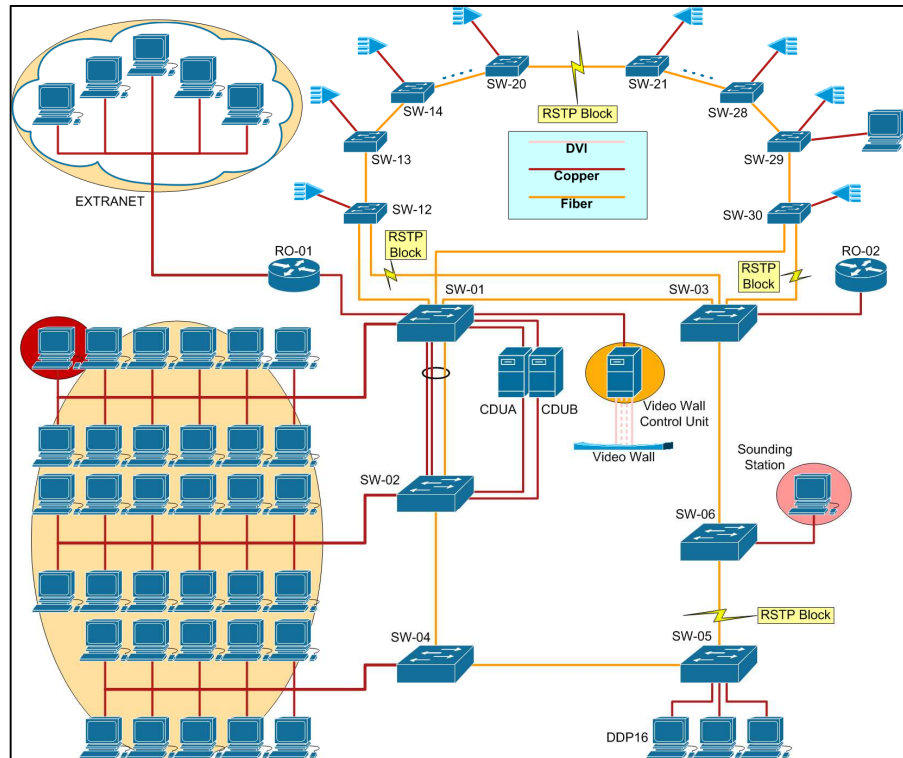 SW-20
SW-21
SW-14
SW-28
RSTP Block
SW-13
DVI
Copper
Fiber
SW-29
EXTRANET
SW-12
SW-30
RSTP
Block
RO-01
RSTP
Block
RO-02
SW-01
SW-03
CDUA
CDUB
Video Wall
Control Unit
Video Wall
Sounding
Station
SW-02
SW-06
RSTP Block
SW-04
SW-05
DDP16